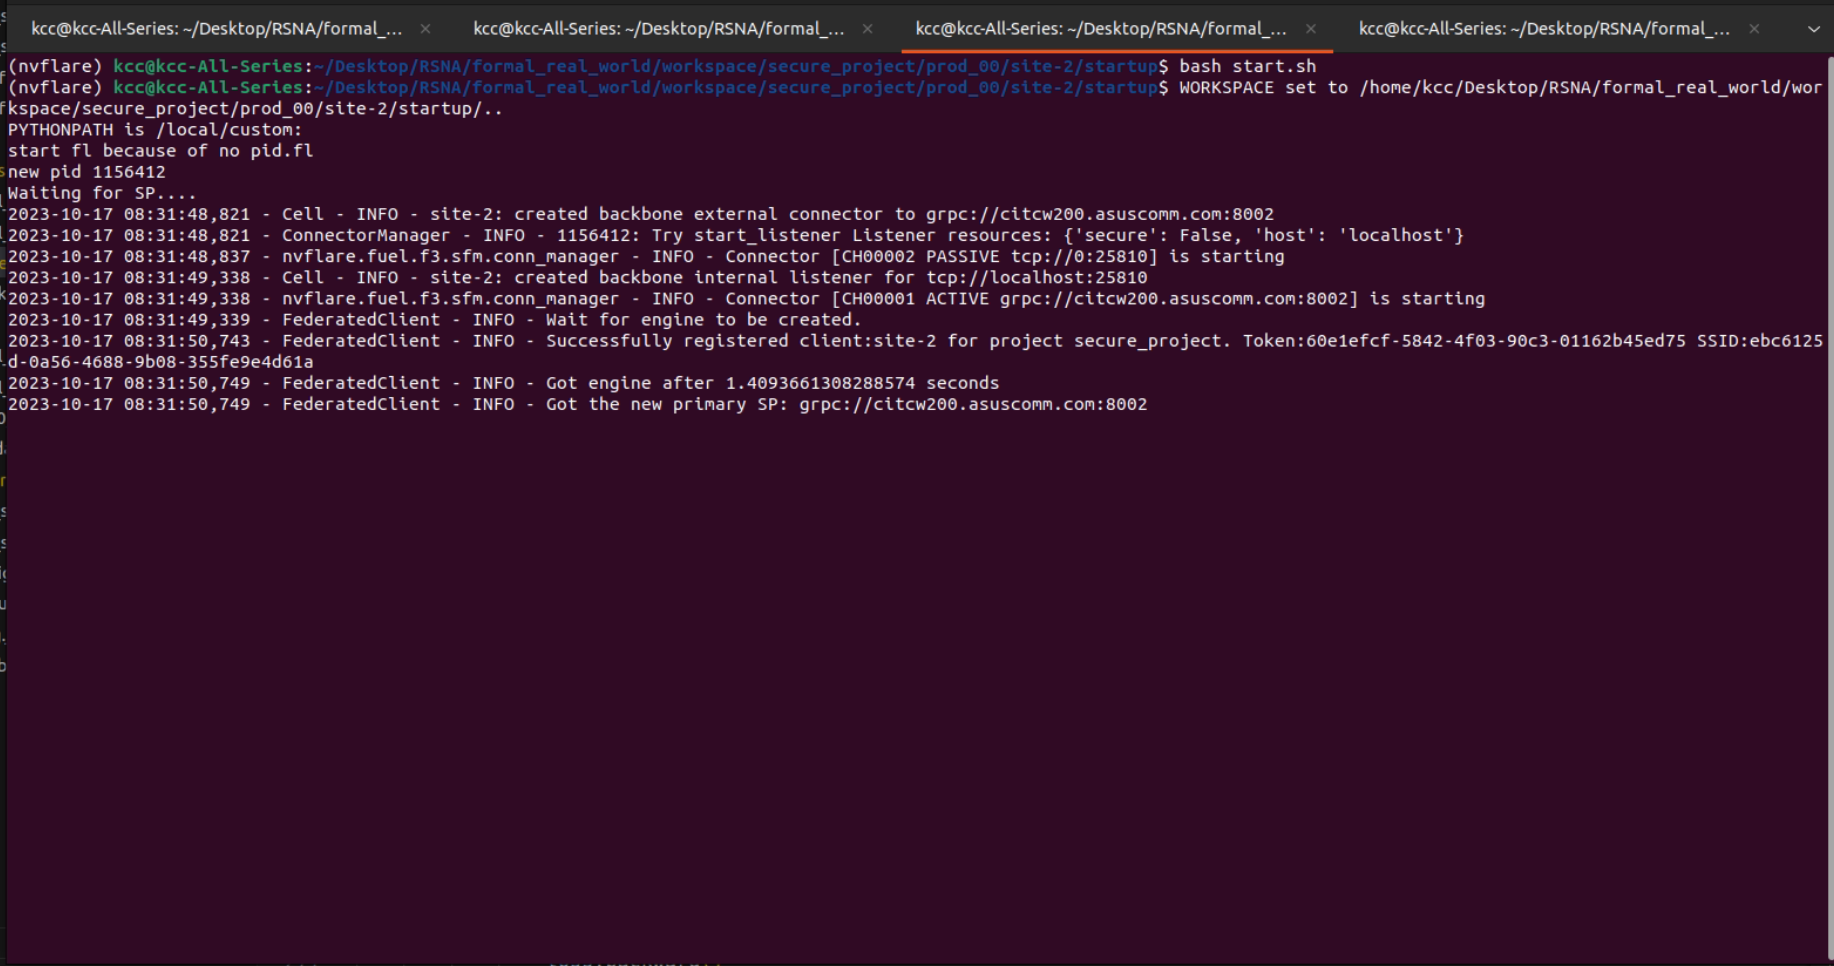 kcc@kcc-All-Series: ~/Desktop/RSNA/formal_... × kcc@kcc-All-Series: ~/Desktop/RSNA/formal_... × kcc@kcc-All-Series: ~/Desktop/RSNA/formal_... × kcc@kcc-All-Series: ~/Desktop/RSNA/formal_... ×
(nvflare) kcc@kcc-All-Series:~/Desktop/RSNA/formal_real_world/workspace/secure_project/prod_00/site-2/startup$ bash start.sh
(nvflare) kcc@kcc-All-Series:~/Desktop/RSNA/formal_real_world/workspace/secure_project/prod_00/site-2/startup$ WORKSPACE set to /home/kcc/Desktop/RSNA/formal_real_world/wor
kspace/secure_project/prod_00/site-2/startup/..
PYTHONPATH is /local/custom:
start fl because of no pid.fl
new pid 1156412
Waiting for SP....
2023-10-17 08:31:48,821 - Cell - INFO - site-2: created backbone external connector to grpc://citcw200.asuscomm.com:8002
2023-10-17 08:31:48,821 - ConnectorManager - INFO - 1156412: Try start_listener Listener resources: {'secure': False, 'host': 'localhost'}
2023-10-17 08:31:48,837 - nvflare.fuel.f3.sfm.conn_manager - INFO - Connector [CH00002 PASSIVE tcp://0:25810] is starting
2023-10-17 08:31:49,338 - Cell - INFO - site-2: created backbone internal listener for tcp://localhost:25810
2023-10-17 08:31:49,338 - nvflare.fuel.f3.sfm.conn_manager - INFO - Connector [CH00001 ACTIVE grpc://citcw200.asuscomm.com:8002] is starting
2023-10-17 08:31:49,339 - FederatedClient - INFO - Wait for engine to be created.
2023-10-17 08:31:50,743 - FederatedClient - INFO - Successfully registered client:site-2 for project secure_project. Token:60e1efcf-5842-4f03-90c3-01162b45ed75 SSID:ebc6125
d-0a56-4688-9b08-355fe9e4d61a
2023-10-17 08:31:50,749 - FederatedClient - INFO - Got engine after 1.4093661308288574 seconds
2023-10-17 08:31:50,749 - FederatedClient - INFO - Got the new primary SP: grpc://citcw200.asuscomm.com:8002